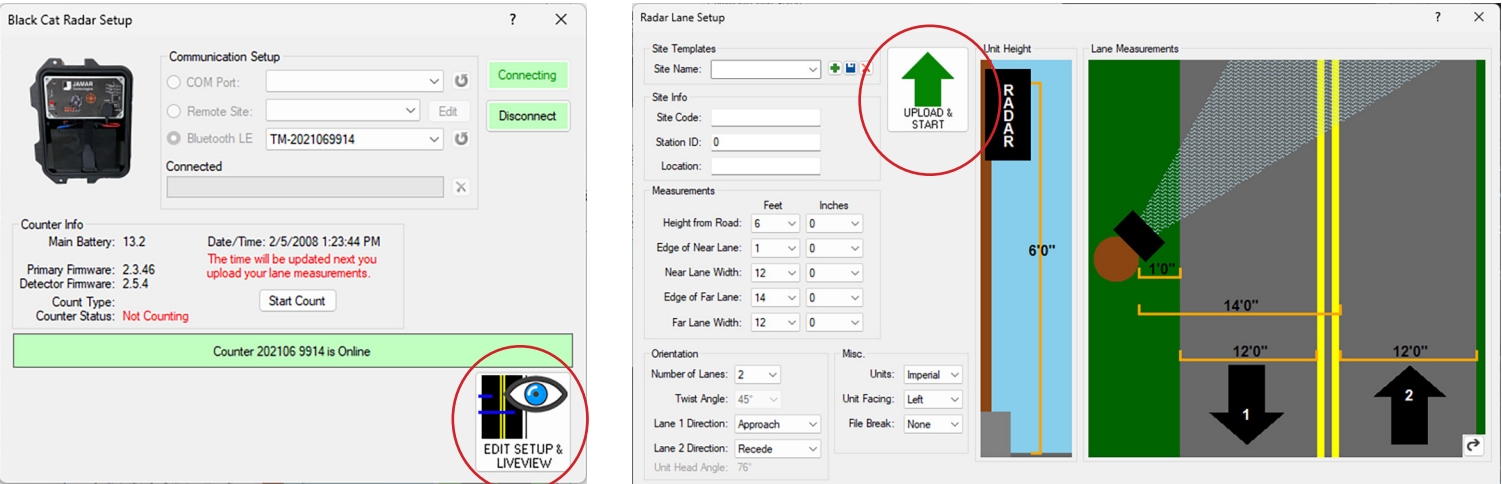 Black Cat Radar Setup
?
Communication Setup
JAMAR
COM Port:
Remote Site:
Edit
Bluetooth LE
TM-2021069914
Connected
Connecting
Disconnect
Counter Info
Main Battery: 13.2
Date/Time: 2/5/2008 1:23:44 PM
The time will be updated next you
upload your lane measurements.
Primary Firmware: 2.3.46
Detector Firmware: 2.5.4
Count Type:
Counter Status: Not Counting
Start Count
Counter 202106 9914 is Online
EDIT SETUP &
LIVEVIEW
Radar Lane Setup
?
Site Templates
Site Name:
Site Info
Site Code:
Station ID: 0
Location:
UPLOAD &
START
Measurements
Feet Inches
Height from Road: 6 0
Edge of Near Lane: 1 0
Near Lane Width: 12 0
Edge of Far Lane: 14 0
Far Lane Width: 12 0
Orientation
Number of Lanes: 2
Twist Angle: 45°
Lane 1 Direction: Approach
Lane 2 Direction: Recede
Unit Head Angle: 76°
Misc.
Units: Imperial
Unit Facing: Left
File Break: None
Unit Height
RADAR
6'0"
Lane Measurements
1'0"
14'0"
12'0" 12'0"
1
2